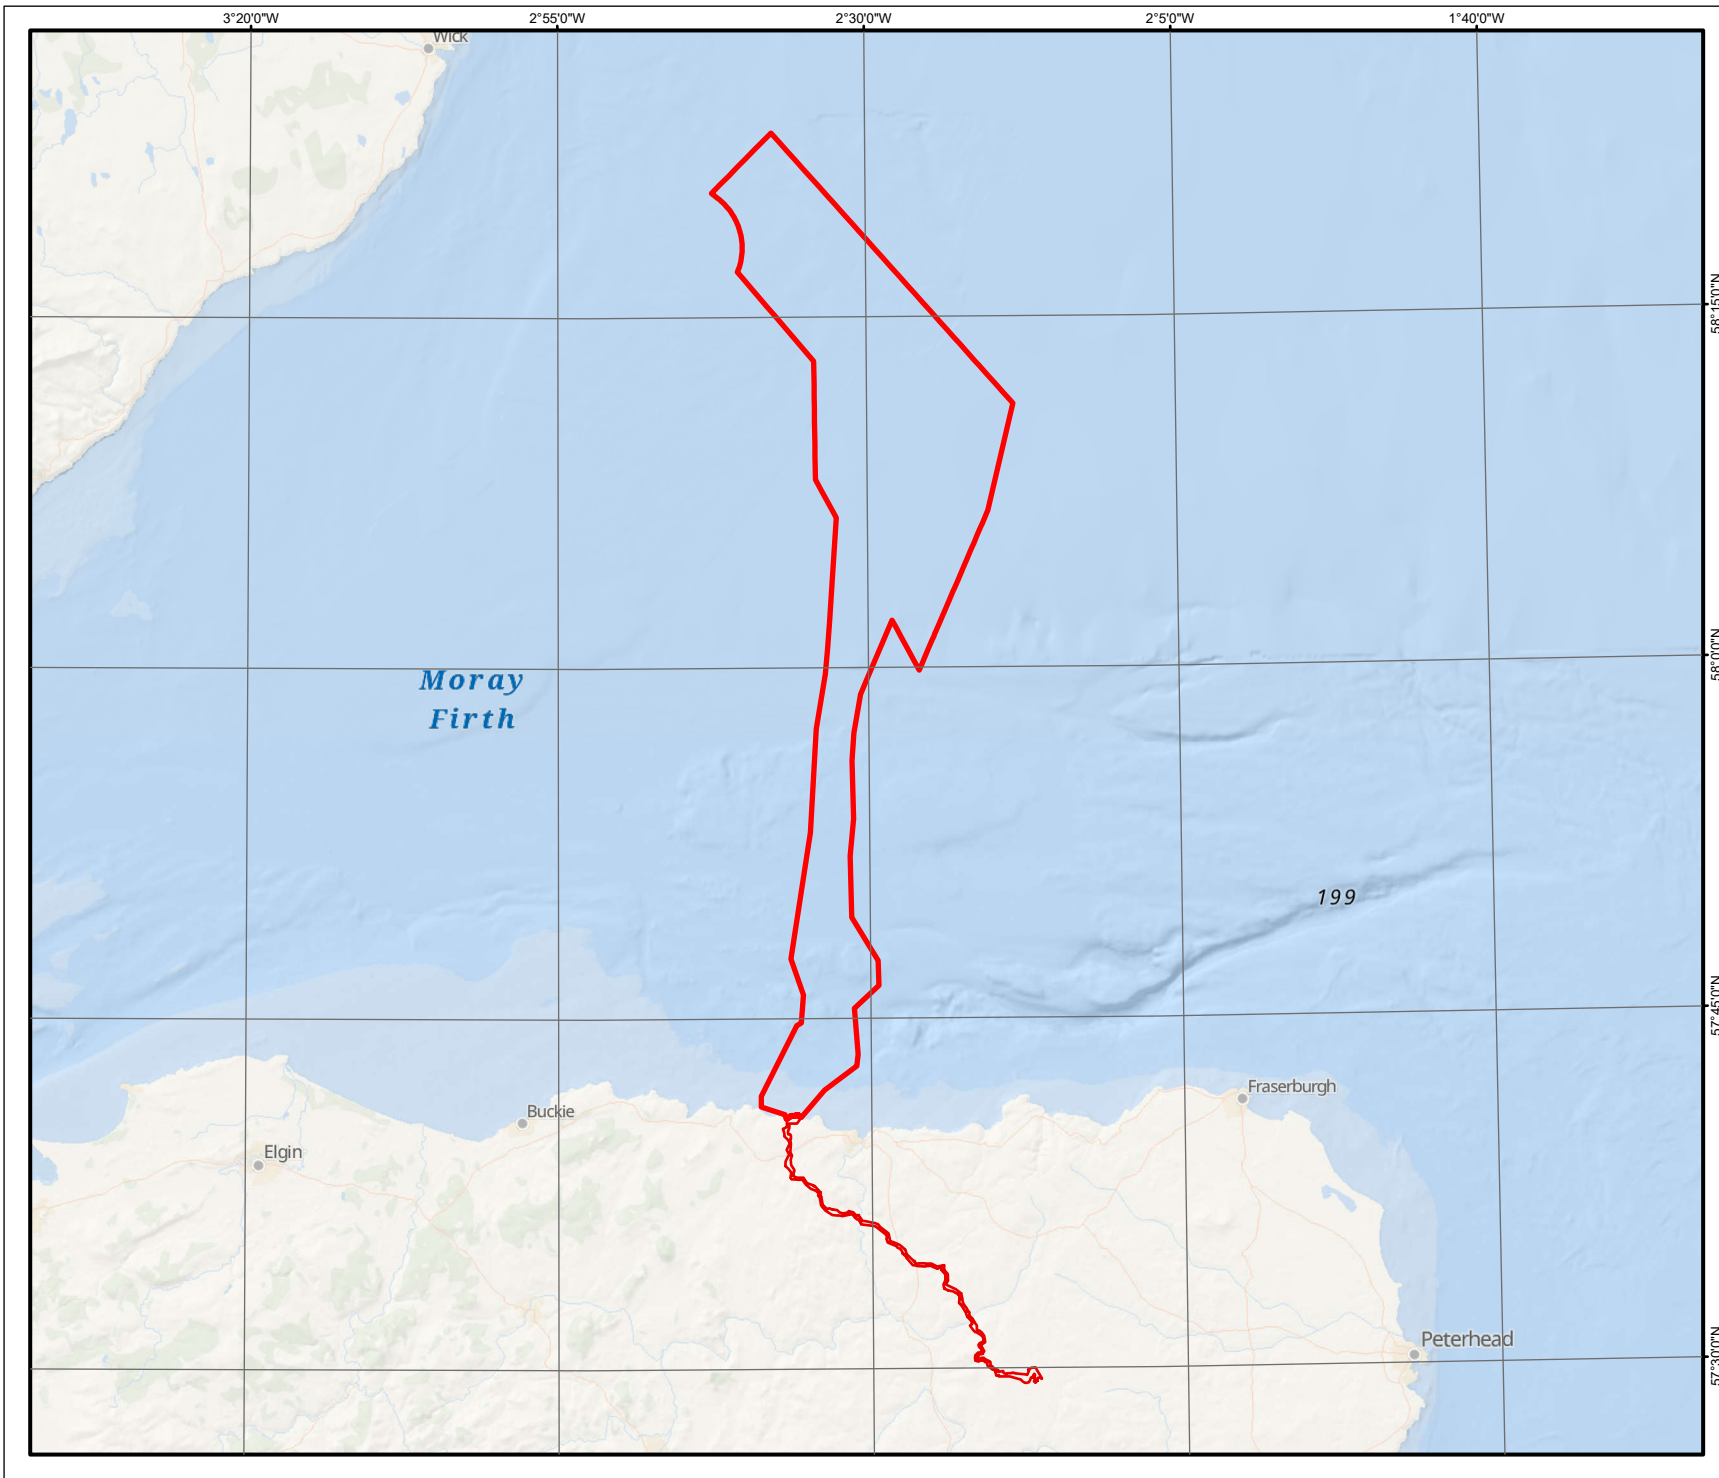 3°20'0"W
2°55'0"W
2°30'0"W
2°5'0"W
1°40'0"W
Wick
58°15'0"N
58°0'0"N
Moray
Firth
199
57°45'0"N
Fraserburgh
Buckie
Elgin
Peterhead
57°30'0"N